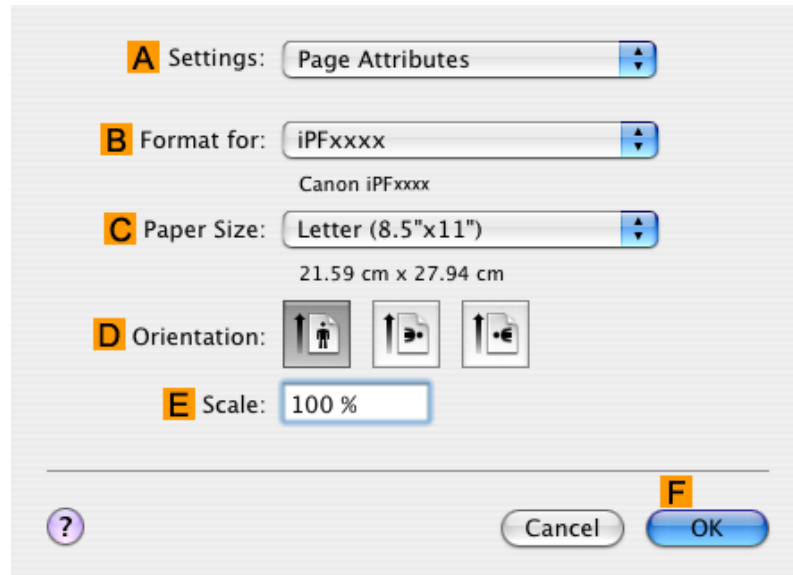 A Settings: Page Attributes
B Format for: iPFxxxx
Canon iPFxxxx
C Paper Size: Letter (8.5"x11")
21.59 cm x 27.94 cm
D Orientation:
E Scale: 100 %
F
? Cancel OK